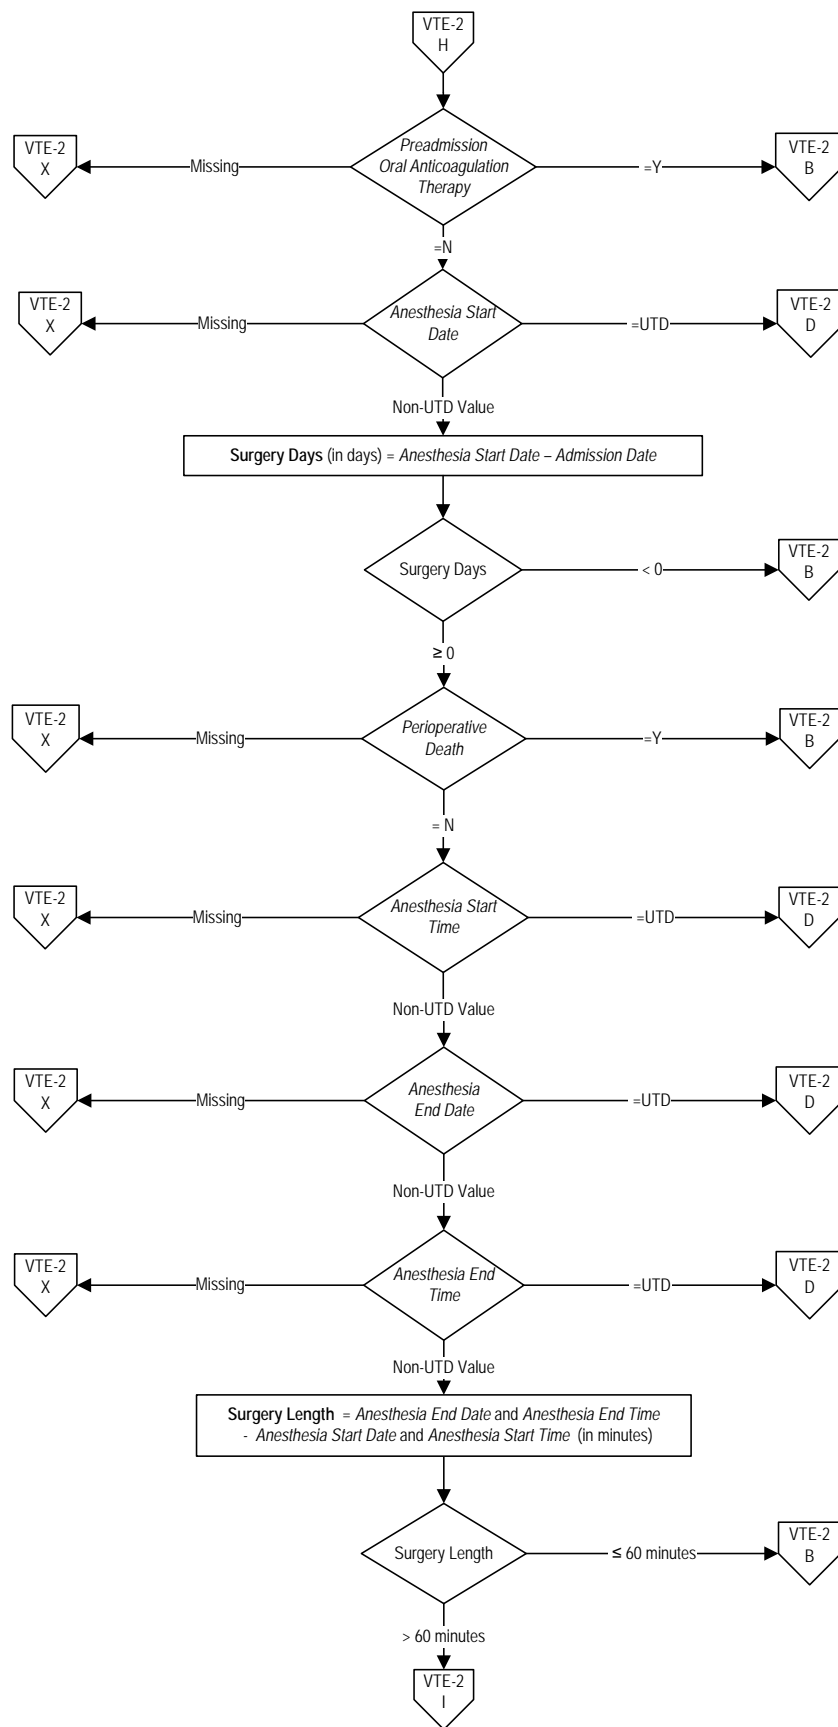 VTE-2
H
Preadmission
Oral Anticoagulation
Therapy
Missing
VTE-2
X
=Y
VTE-2
B
=N
Anesthesia Start
Date
Missing
VTE-2
X
=UTD
VTE-2
D
Non-UTD Value
Surgery Days (in days) = Anesthesia Start Date – Admission Date
Surgery Days
< 0
VTE-2
B
≥ 0
Perioperative
Death
Missing
VTE-2
X
=Y
VTE-2
B
= N
Anesthesia Start
Time
Missing
VTE-2
X
=UTD
VTE-2
D
Non-UTD Value
Anesthesia
End Date
Missing
VTE-2
X
=UTD
VTE-2
D
Non-UTD Value
Anesthesia End
Time
Missing
VTE-2
X
=UTD
VTE-2
D
Non-UTD Value
Surgery Length = Anesthesia End Date and Anesthesia End Time
- Anesthesia Start Date and Anesthesia Start Time (in minutes)
Surgery Length
≤ 60 minutes
VTE-2
B
> 60 minutes
VTE-2
I